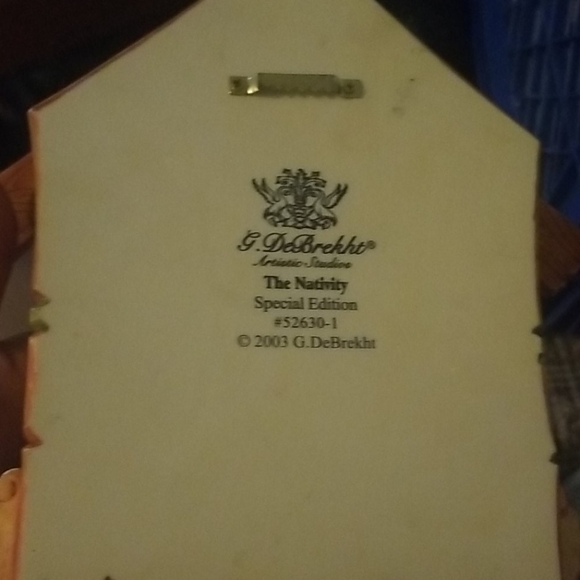 G.DeBrekht®
Artistic Studios
The Nativity
Special Edition
#52630-1
© 2003 G.DeBrekht